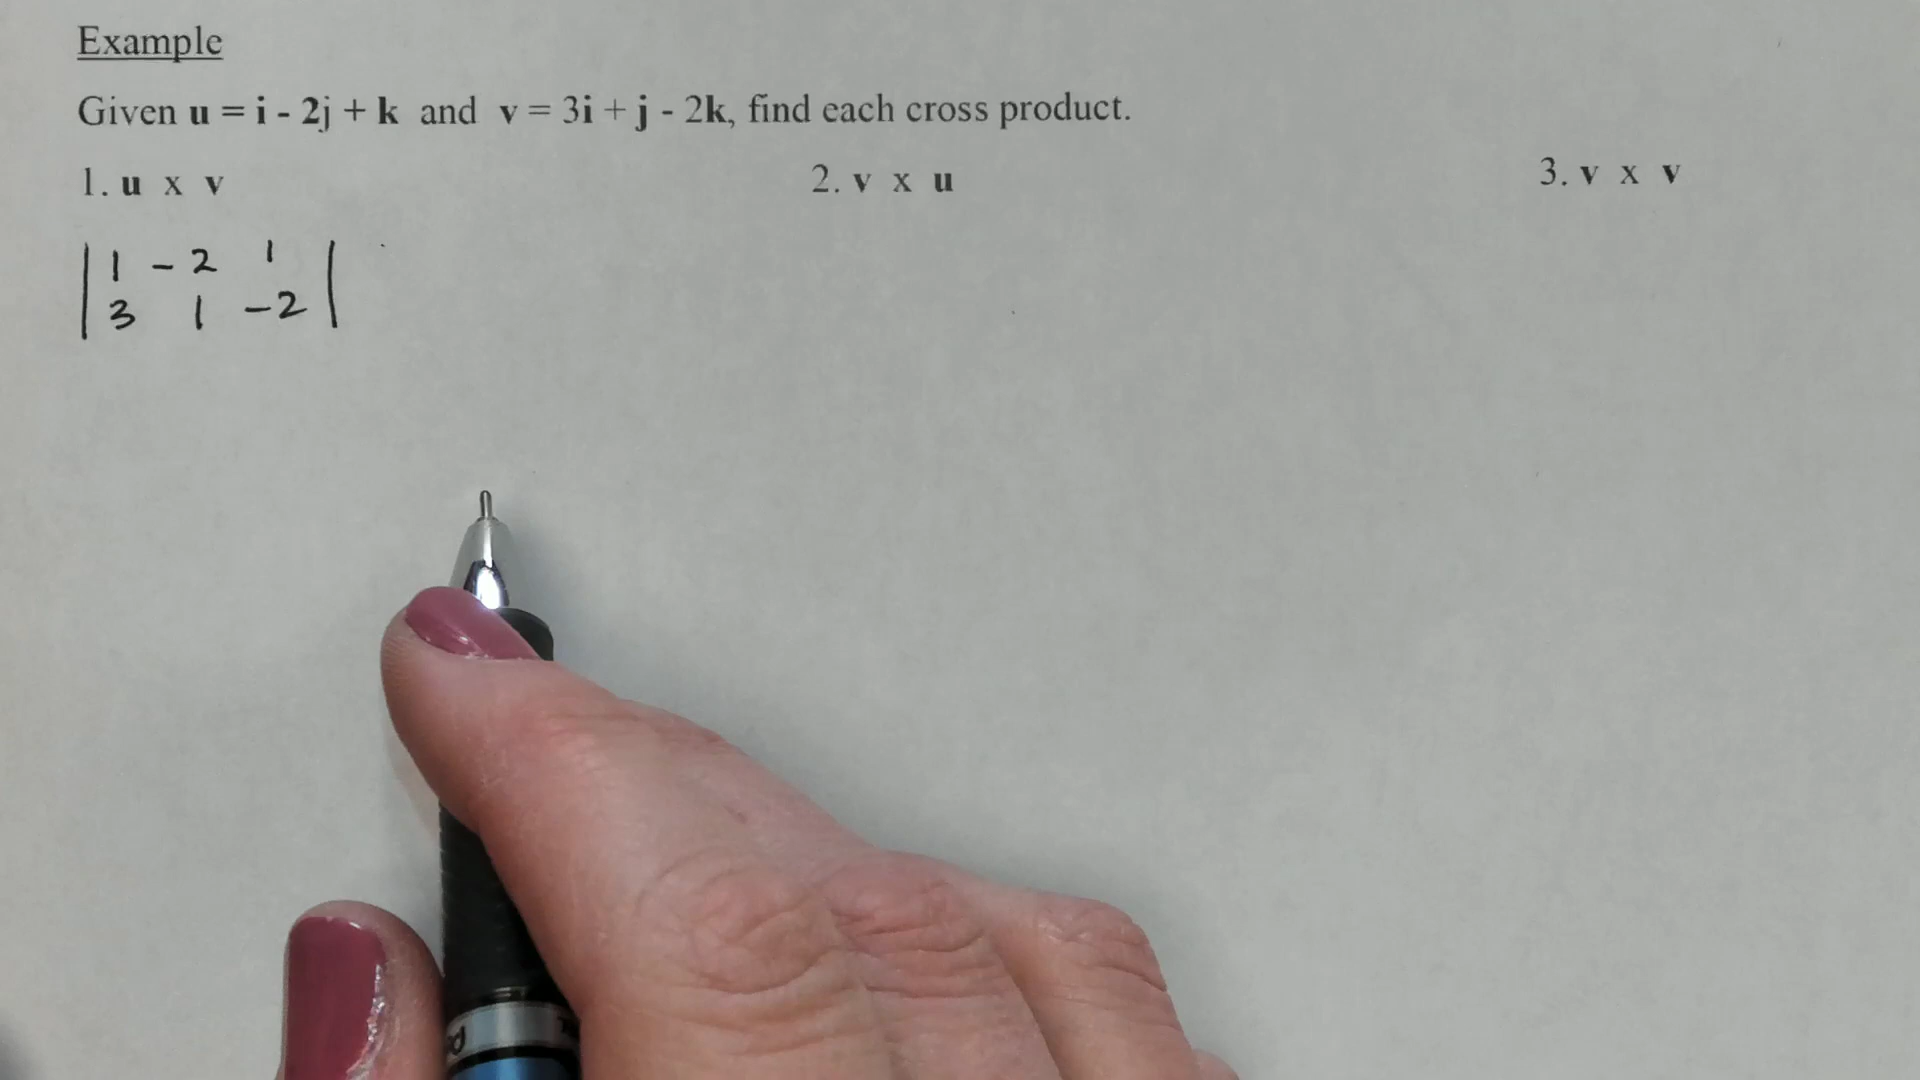 Example
Given u = i - 2j + k and v = 3i + j - 2k, find each cross product.
1. u x v 2. v x u 3. v x v
| 1 - 2 1 |
| 3 1 -2 |